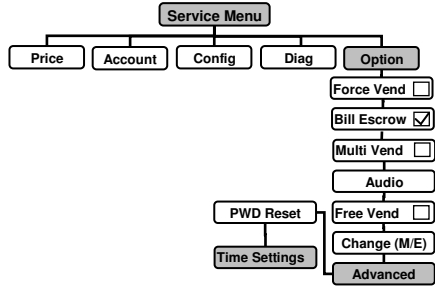 Service Menu
Price
Account
Config
Diag
Option
Force Vend
Bill Escrow
Multi Vend
Audio
PWD Reset
Free Vend
Change (M/E)
Time Settings
Advanced